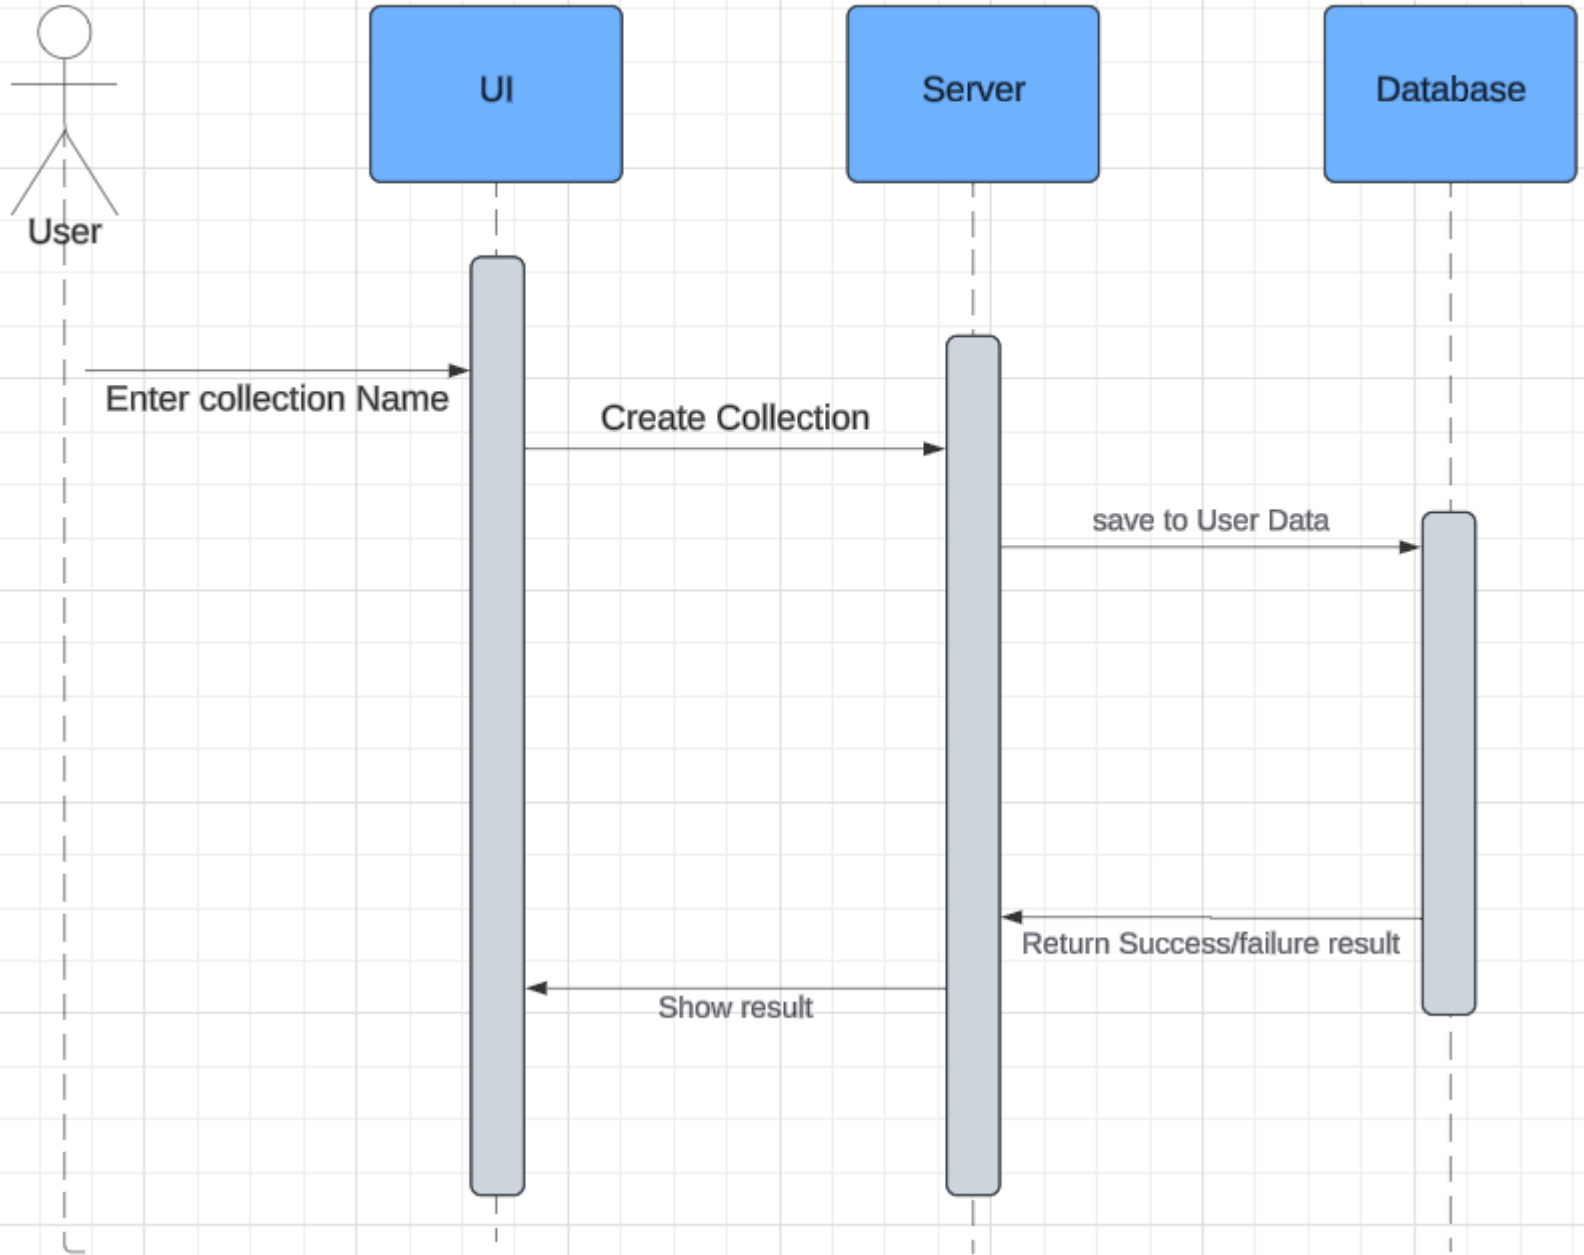 UI
Server
Database
User
Enter collection Name
Create Collection
save to User Data
Return Success/failure result
Show result